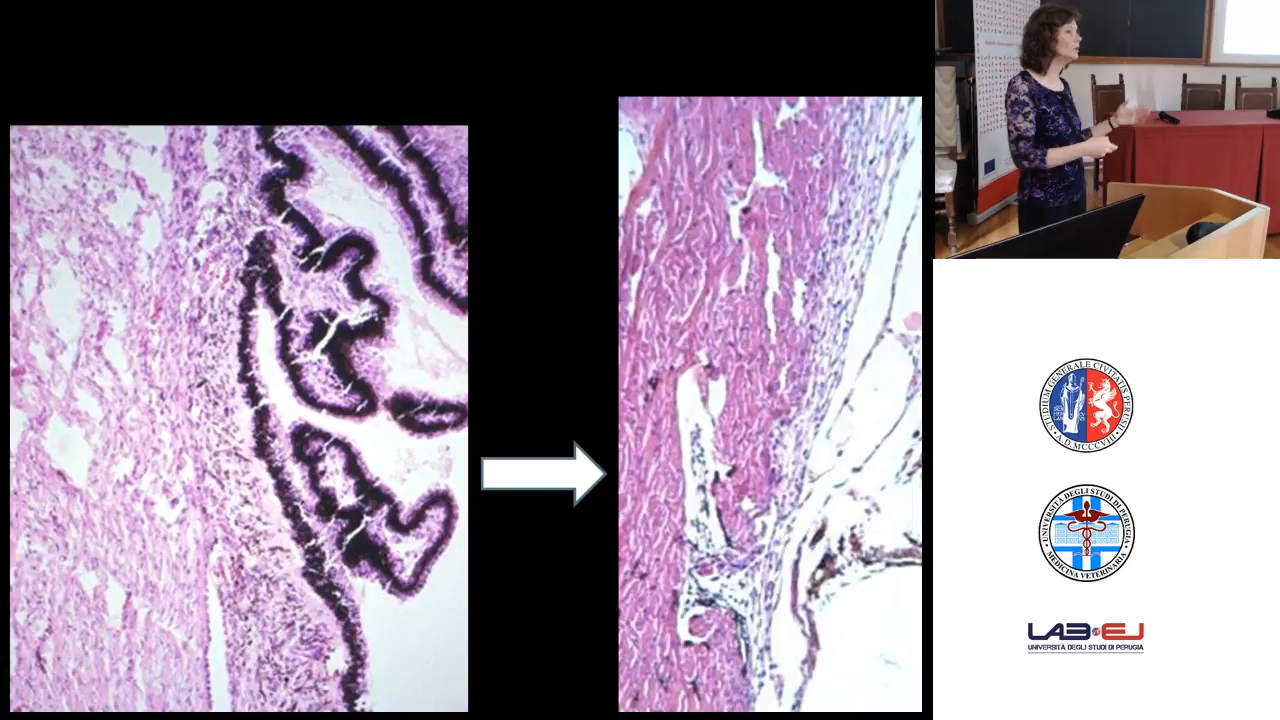 STUDIUM GENERALE CIVITATIS PERUSII
A.D. MCCCVIII
UNIVERSITÀ DEGLI STUDI DI PERUGIA
MEDICINA VETERINARIA
LAB EJ
UNIVERSITÀ DEGLI STUDI DI PERUGIA